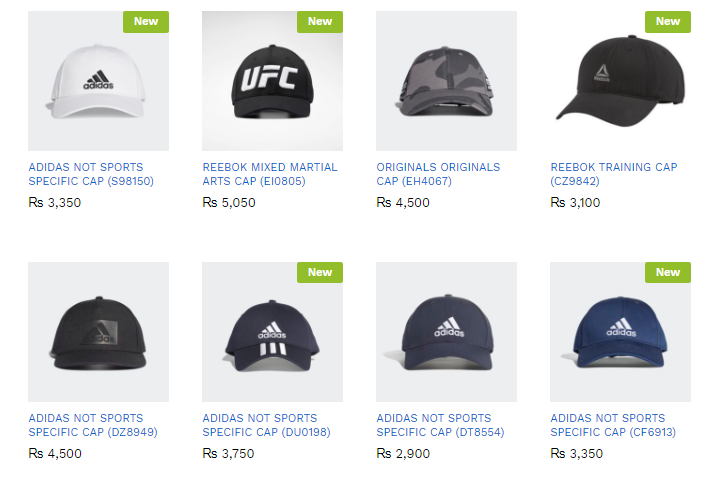 New
New
New
adidas
UFC
Reebok
ADIDAS NOT SPORTS
SPECIFIC CAP (S98150)
Rs 3,350
REEBOK MIXED MARTIAL
ARTS CAP (EI0805)
Rs 5,050
ORIGINALS ORIGINALS
CAP (EH4067)
Rs 4,500
REEBOK TRAINING CAP
(CZ9842)
Rs 3,100
New
New
adidas
adidas
adidas
adidas
ADIDAS NOT SPORTS
SPECIFIC CAP (DZ8949)
Rs 4,500
ADIDAS NOT SPORTS
SPECIFIC CAP (DU0198)
Rs 3,750
ADIDAS NOT SPORTS
SPECIFIC CAP (DT8554)
Rs 2,900
ADIDAS NOT SPORTS
SPECIFIC CAP (CF6913)
Rs 3,350